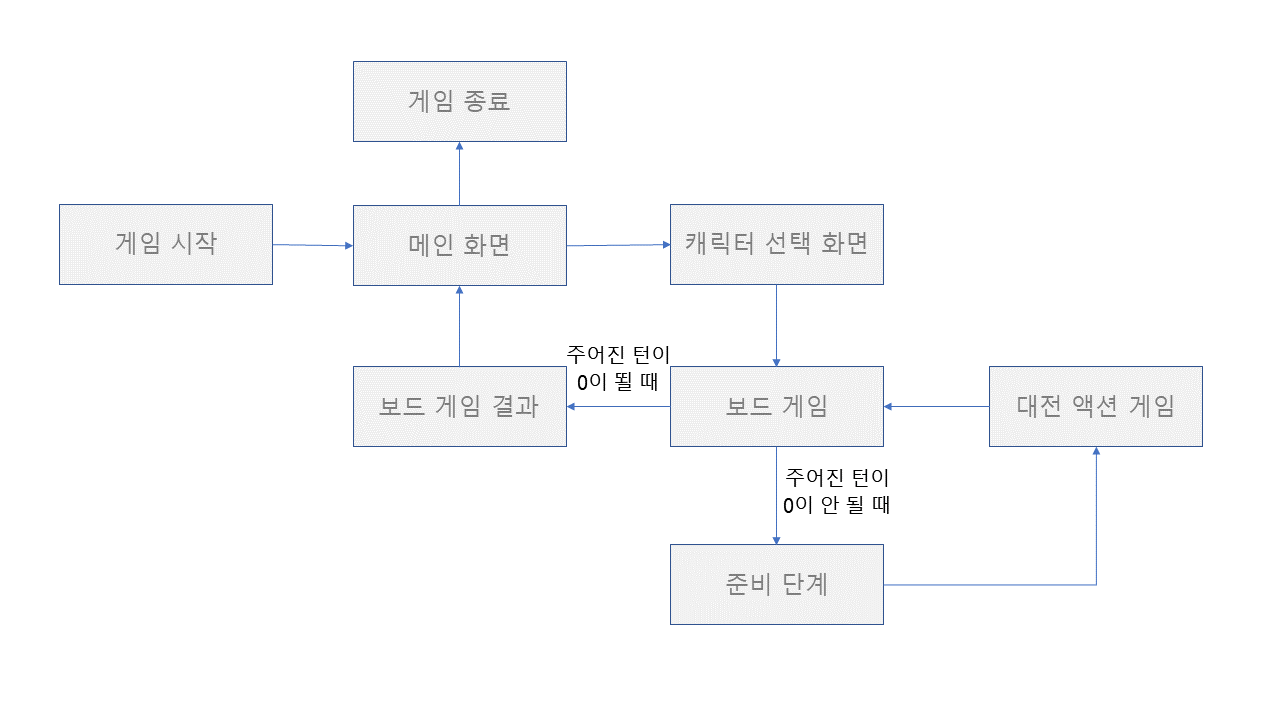 게임 종료
게임 시작
메인 화면
캐릭터 선택 화면
주어진 턴이
0이 뙬 때
보드 게임 결과
보드 게임
대전 액션 게임
주어진 턴이
0이 안 될 때
준비 단계